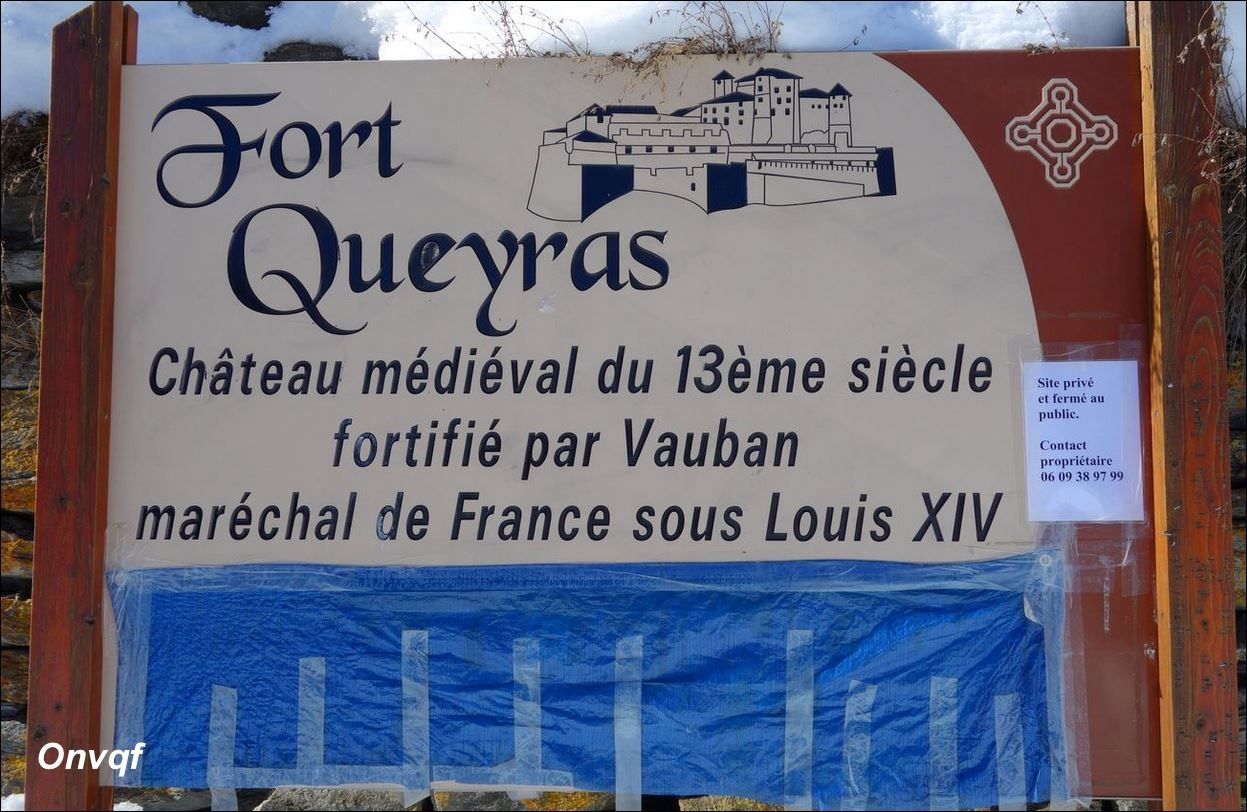 Fort
Queyras
Château médiéval du 13ème siècle
fortifié par Vauban
maréchal de France sous Louis XIV
Site privé
et fermé au
public.
Contact
propriétaire
06 09 38 97 99
Onvqf